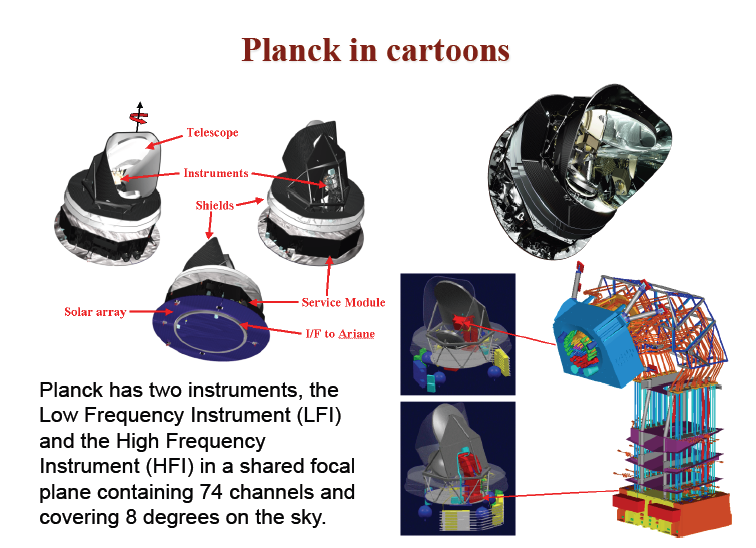 Planck in cartoons
Telescope
Instruments
Shields
Service Module
Solar array
I/F to Ariane
Planck has two instruments, the
Low Frequency Instrument (LFI)
and the High Frequency
Instrument (HFI) in a shared focal
plane containing 74 channels and
covering 8 degrees on the sky.